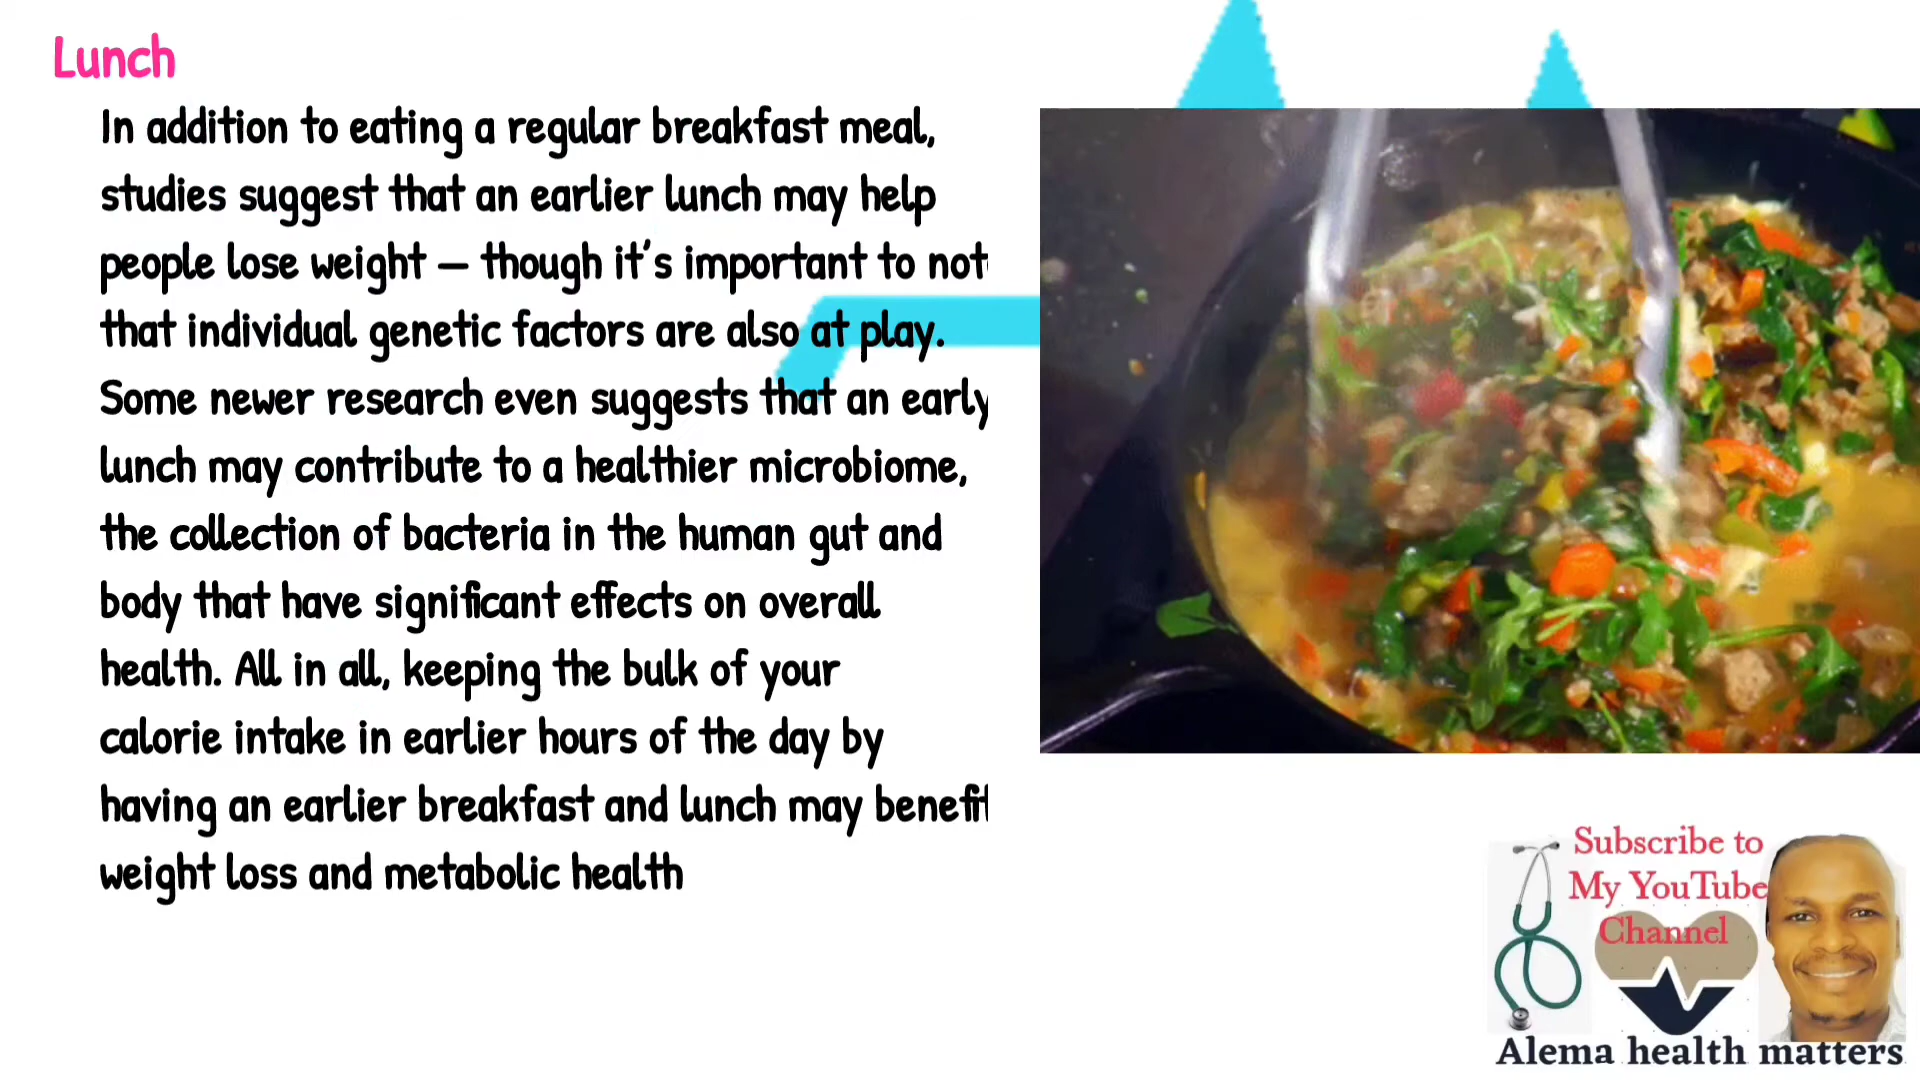 Lunch
In addition to eating a regular breakfast meal,
studies suggest that an earlier lunch may help
people lose weight – though it's important to not
that individual genetic factors are also at play.
Some newer research even suggests that an early
lunch may contribute to a healthier microbiome,
the collection of bacteria in the human gut and
body that have significant effects on overall
health. All in all, keeping the bulk of your
calorie intake in earlier hours of the day by
having an earlier breakfast and lunch may benefit
weight loss and metabolic health
Subscribe to
My YouTube
Channel
Alema health matters